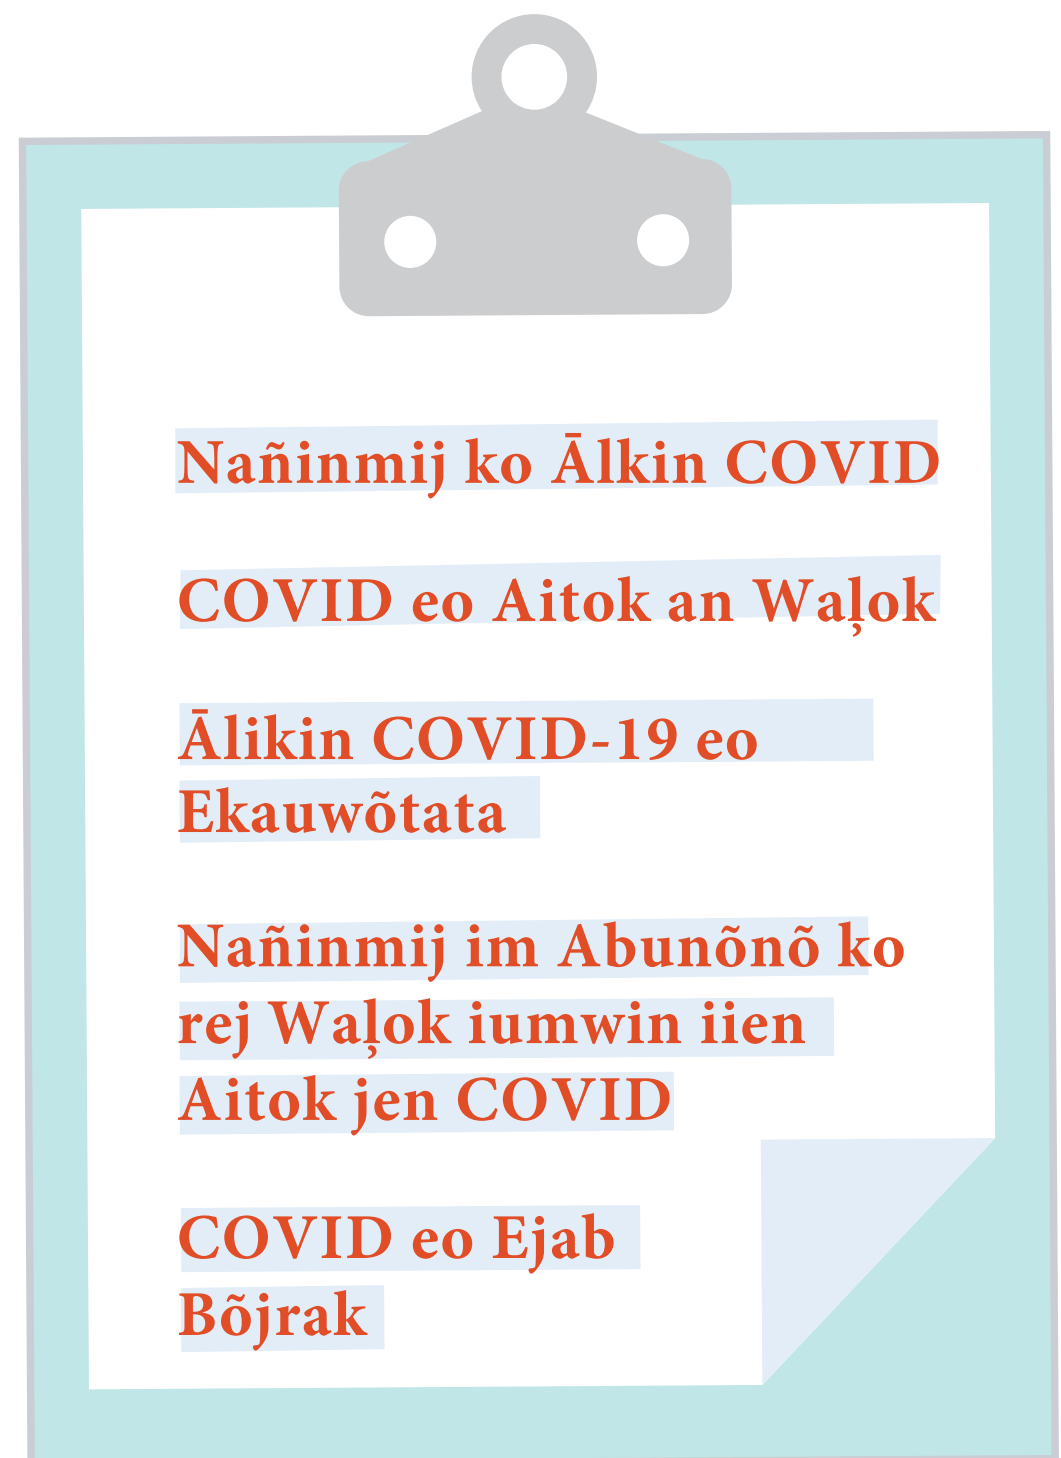 Nañinmij ko Ālkin COVID
COVID eo Aitok an Waļok
Ālikin COVID-19 eo
Ekauwõtata
Nañinmij im Abunõnõ ko
rej Waļok iumwin iien
Aitok jen COVID
COVID eo Ejab
Bõjrak